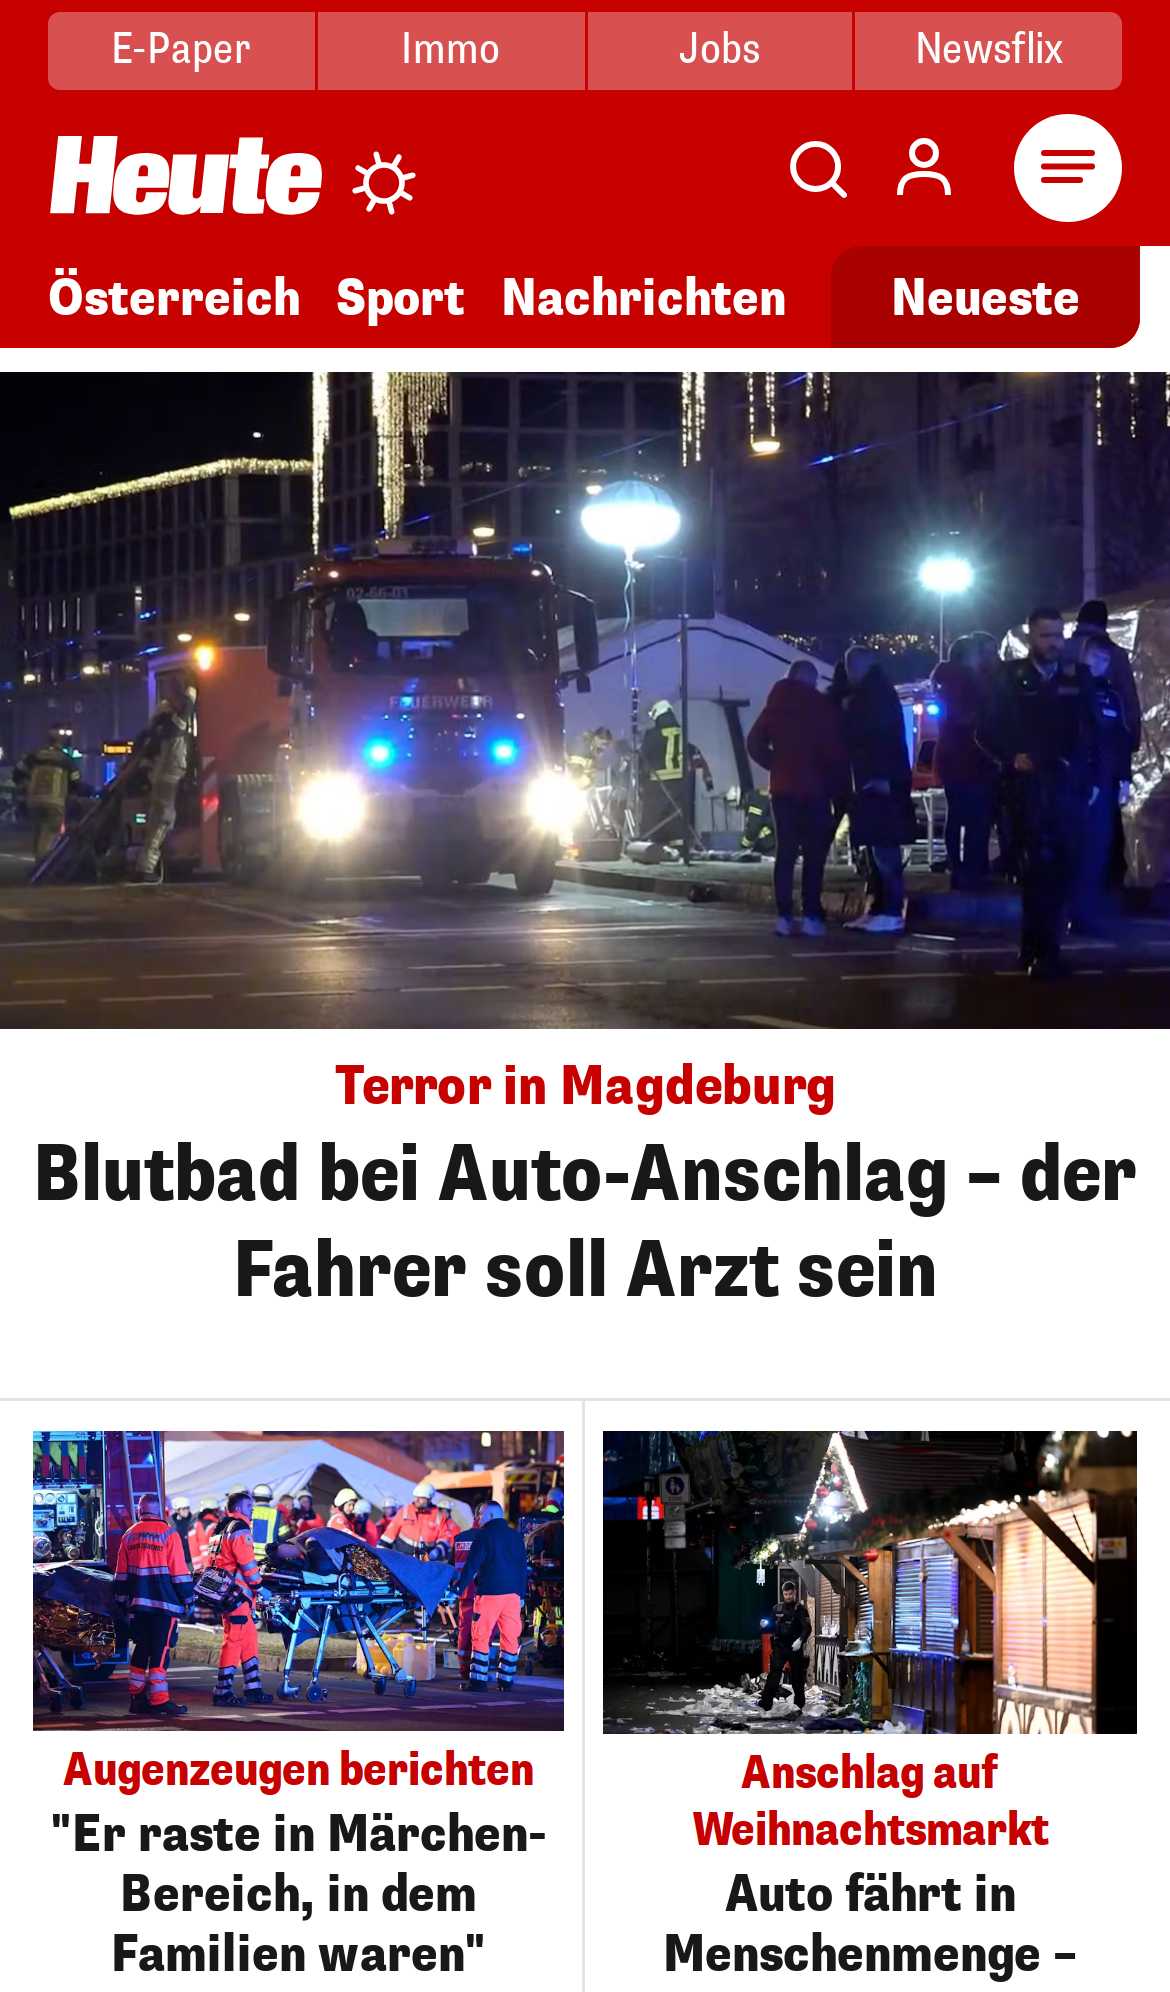 E-Paper
Immo
Jobs
Newsflix
Heute
Österreich
Sport
Nachrichten
Neueste
02-66-01
FEUERWEHR
Terror in Magdeburg
Blutbad bei Auto-Anschlag – der
Fahrer soll Arzt sein
Augenzeugen berichten
"Er raste in Märchen-
Bereich, in dem
Familien waren"
Anschlag auf
Weihnachtsmarkt
Auto fährt in
Menschenmenge –